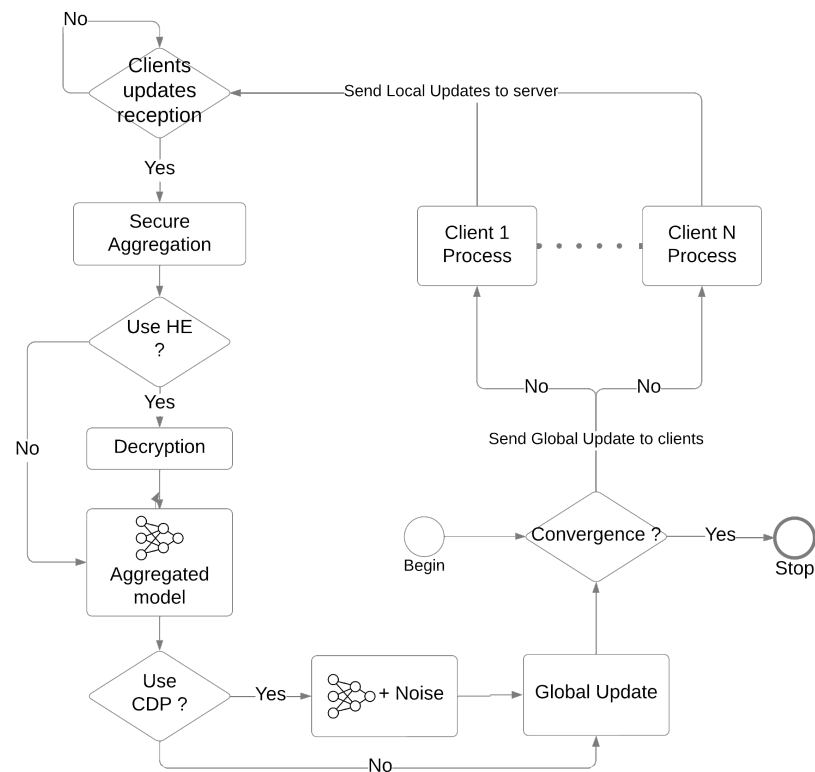 No
Clients
updates
reception
Send Local Updates to server
Yes
Secure
Aggregation
Client 1
Process
Client N
Process
Use HE
?
Yes
No
No
No
Decryption
Send Global Update to clients
Aggregated
model
Begin
Convergence ?
Yes
Stop
Use
CDP ?
Yes
+ Noise
Global Update
No